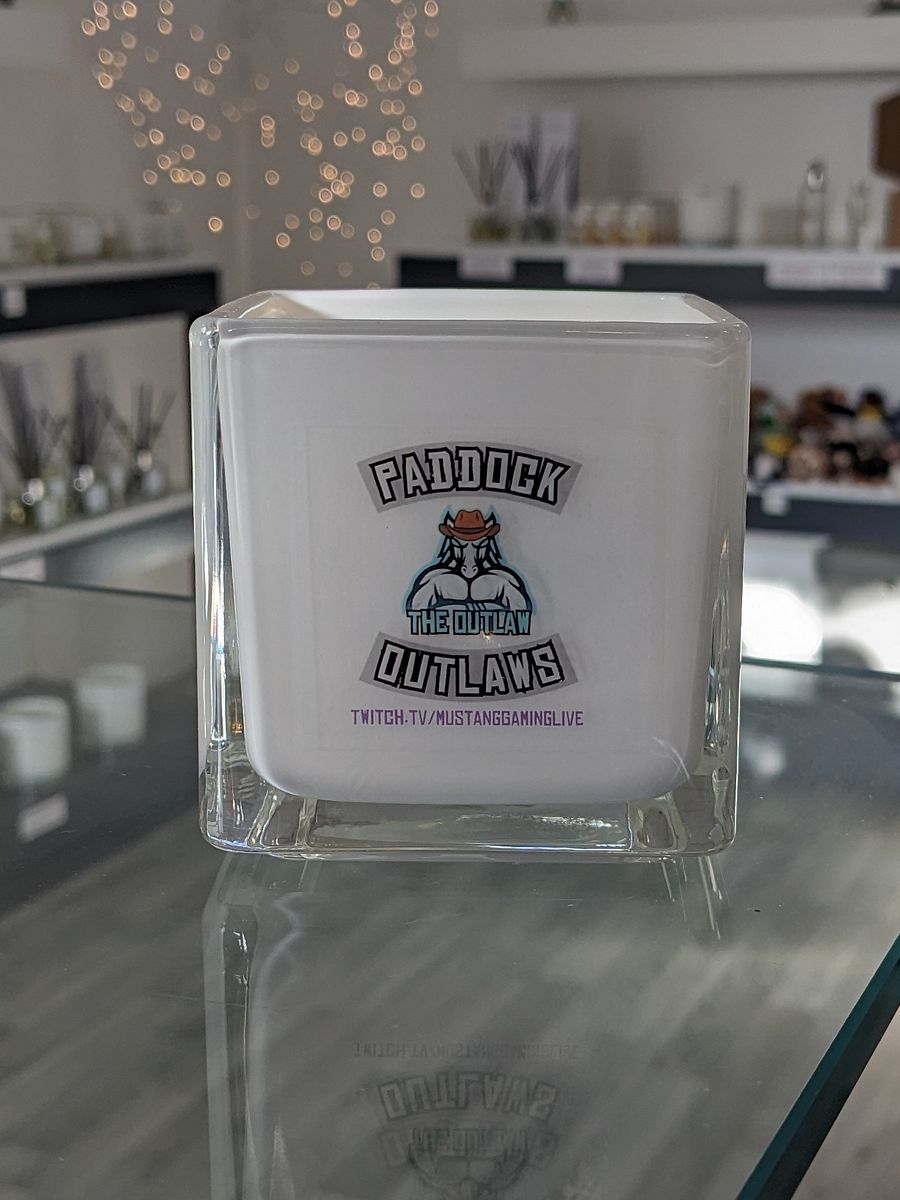 PADDOCK
THE OUTLAW
OUTLAWS
TWITCH.TV/MUSTANGGAMINGLIVE